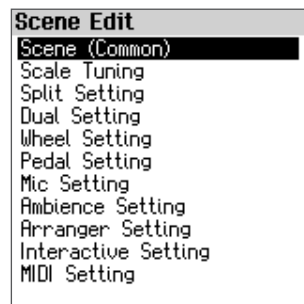 Scene Edit
Scene (Common)
Scale Tuning
Split Setting
Dual Setting
Wheel Setting
Pedal Setting
Mic Setting
Ambience Setting
Arranger Setting
Interactive Setting
MIDI Setting